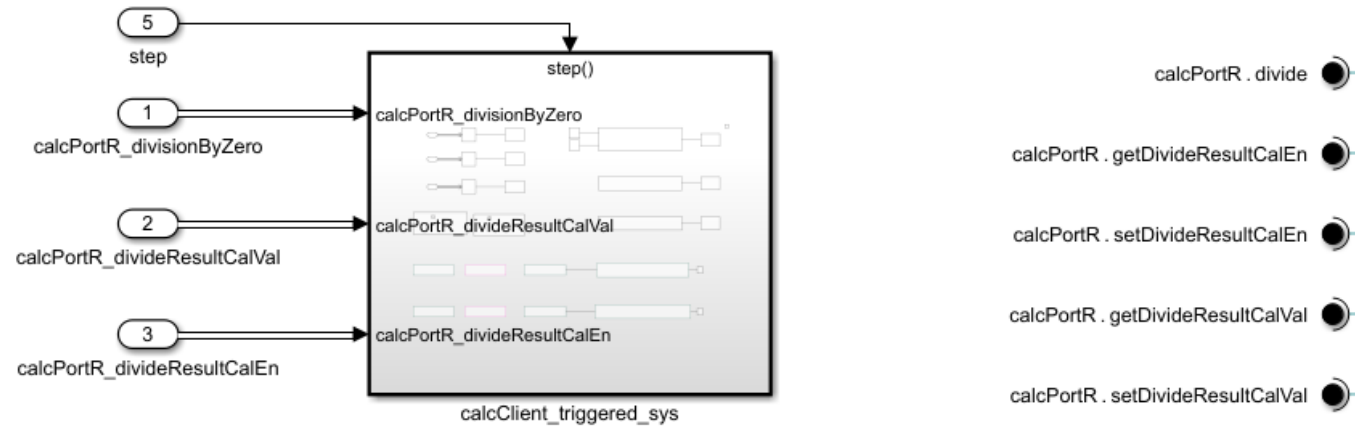 5
step
step()
1
calcPortR_divisionByZero
calcPortR_divisionByZero
2
calcPortR_divideResultCalVal
calcPortR_divideResultCalVal
3
calcPortR_divideResultCalEn
calcPortR_divideResultCalEn
calcClient_triggered_sys
calcPortR . divide
calcPortR . getDivideResultCalEn
calcPortR . setDivideResultCalEn
calcPortR . getDivideResultCalVal
calcPortR . setDivideResultCalVal